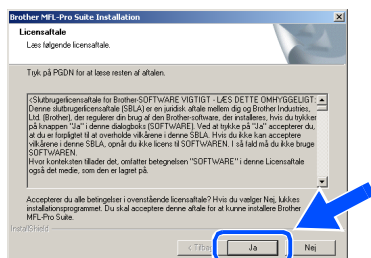 Brother MFL-Pro Suite Installation
Licensaftale
Læs følgende licensaftale.
Tryk på PGDN for at læse resten af aftalen.
<Slutbrugerlicensaftale for Brother-SOFTWARE VIGTIGT - LÆS DETTE OMHYGGELIGT:
Denne slutbrugerlicensaftale (SBLA) er en juridisk aftale mellem dig og Brother Industries,
Ltd. (Brother), der regulerer din brug af den Brother-software, der installeres, hvis du trykker
på knappen "Ja" i denne dialogboks (SOFTWARE). Ved at trykke på "Ja" accepterer du,
at du er forpligtet til at overholde vilkårene i denne SBLA. Hvis du ikke kan acceptere
vilkårene i denne SBLA, opnår du ikke licens til SOFTWAREN. I så fald må du ikke bruge
SOFTWAREN.
Hvor konteksten tillader det, omfatter betegnelsen "SOFTWARE" i denne Licensaftale
også det medie, som den er lagret på.
Accepterer du alle betingelser i ovenstående licensaftale? Hvis du vælger Nej, lukkes
installationsprogrammet. Du skal acceptere denne aftale for at kunne installere Brother
MFL-Pro Suite.
InstallShield
Ja
Nej